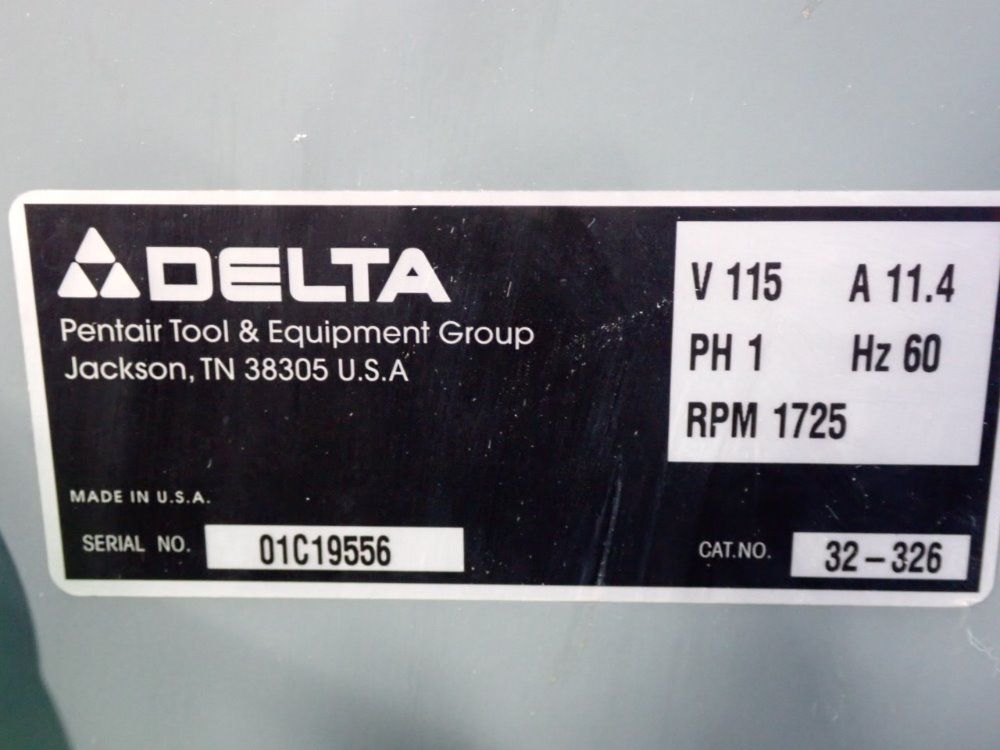 DELTA
Pentair Tool & Equipment Group
Jackson, TN 38305 U.S.A
V 115 A 11.4
PH 1 Hz 60
RPM 1725
MADE IN U.S.A.
SERIAL NO. 01C19556
CAT.NO. 32-326